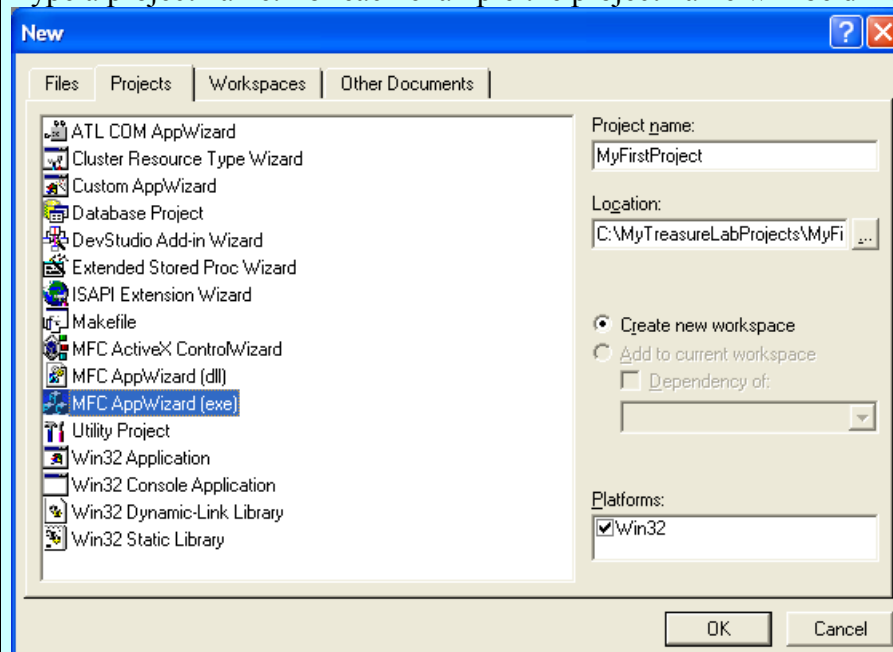 New
Files Projects Workspaces Other Documents
ATL COM AppWizard
Cluster Resource Type Wizard
Custom AppWizard
Database Project
DevStudio Add-in Wizard
Extended Stored Proc Wizard
ISAPI Extension Wizard
Makefile
MFC ActiveX ControlWizard
MFC AppWizard (dll)
MFC AppWizard (exe)
Utility Project
Win32 Application
Win32 Console Application
Win32 Dynamic-Link Library
Win32 Static Library
Project name:
MyFirstProject
Location:
C:\MyTreasureLabProjects\MyFi ...
Create new workspace
Add to current workspace
Dependency of:
Platforms:
Win32
OK Cancel